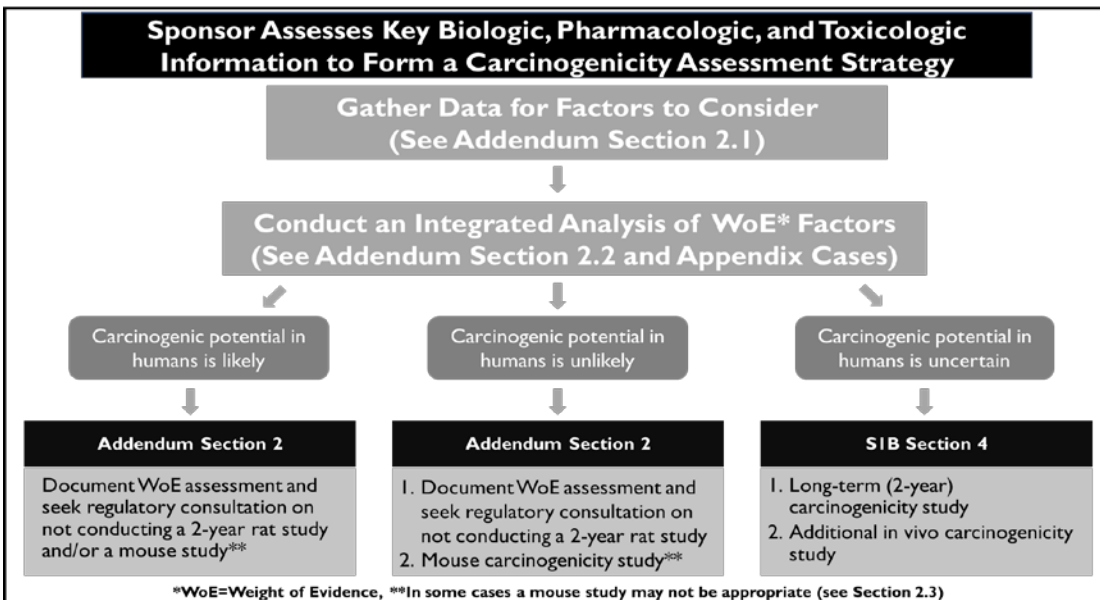 Sponsor Assesses Key Biologic, Pharmacologic, and Toxicologic
Information to Form a Carcinogenicity Assessment Strategy
Gather Data for Factors to Consider
(See Addendum Section 2.1)
Conduct an Integrated Analysis of WoE* Factors
(See Addendum Section 2.2 and Appendix Cases)
Carcinogenic potential in
humans is likely
Carcinogenic potential in
humans is unlikely
Carcinogenic potential in
humans is uncertain
Addendum Section 2
Document WoE assessment and
seek regulatory consultation on
not conducting a 2-year rat study
and/or a mouse study**
Addendum Section 2
1. Document WoE assessment and
seek regulatory consultation on
not conducting a 2-year rat study
2. Mouse carcinogenicity study**
S1B Section 4
1. Long-term (2-year)
carcinogenicity study
2. Additional in vivo carcinogenicity
study
*WoE=Weight of Evidence, **In some cases a mouse study may not be appropriate (see Section 2.3)